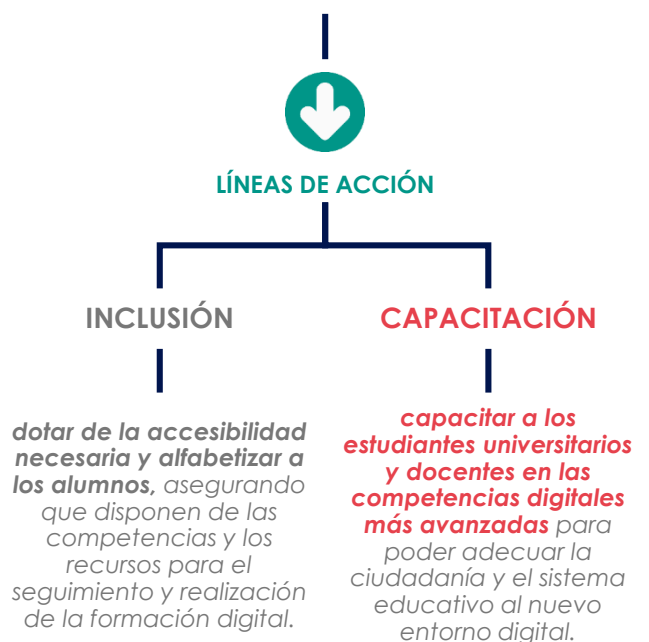 LÍNEAS DE ACCIÓN
INCLUSIÓN
dotar de la accesibilidad
necesaria y alfabetizar a
los alumnos, asegurando
que disponen de las
competencias y los
recursos para el
seguimiento y realización
de la formación digital.
CAPACITACIÓN
capacitar a los
estudiantes universitarios
y docentes en las
competencias digitales
más avanzadas para
poder adecuar la
ciudadanía y el sistema
educativo al nuevo
entorno digital.